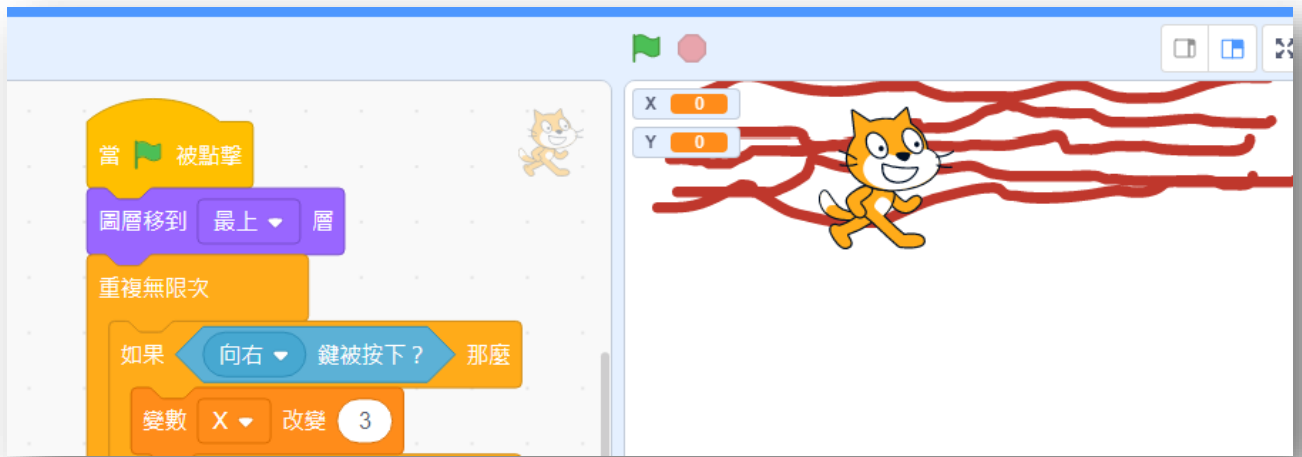 當 被點擊
圖層移到 最上 層
重複無限次
如果 向右 鍵被按下？ 那麼
變數 X 改變 3
X 0
Y 0